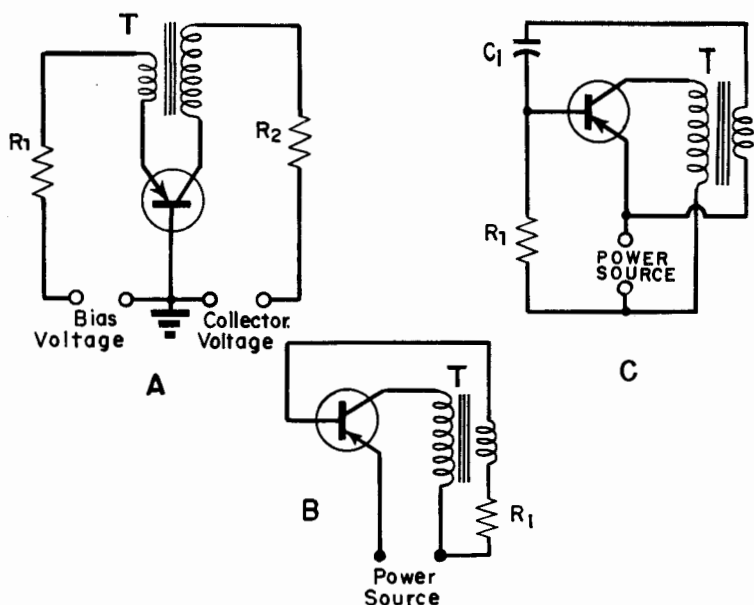 T
R1
R2
Bias
Voltage
Collector.
Voltage
A
C1
T
R1
POWER
SOURCE
C
T
B
R1
Power
Source